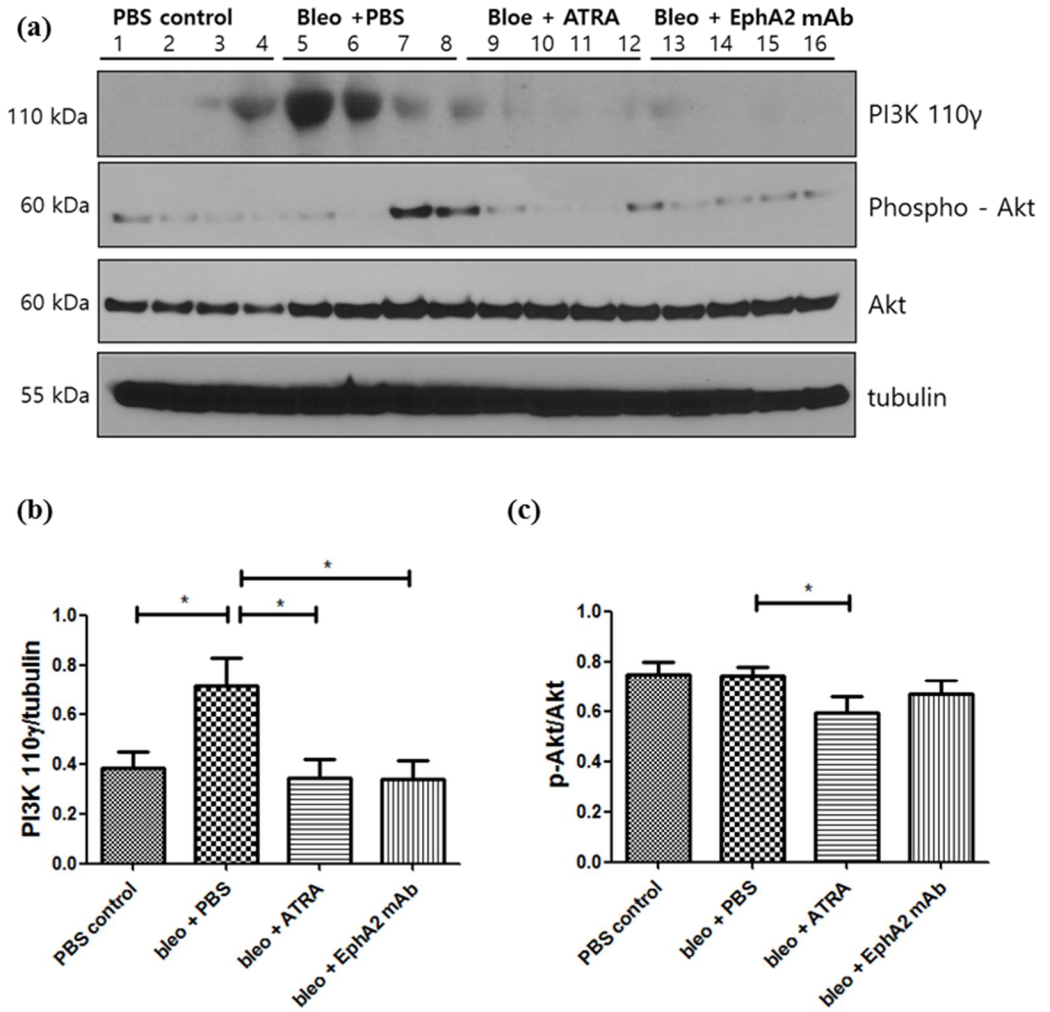 (a)
PBS control Bleo +PBS Bloe + ATRA Bleo + EphA2 mAb
1 2 3 4 5 6 7 8 9 10 11 12 13 14 15 16
110 kDa PI3K 110γ
60 kDa Phospho - Akt
60 kDa Akt
55 kDa tubulin
(b)
* * *
PI3K 110γ/tubulin
1.0
0.8
0.6
0.4
0.2
0.0
PBS control
bleo + PBS
bleo + ATRA
bleo + EphA2 mAb
(c)
*
p-Akt/Akt
1.0
0.8
0.6
0.4
0.2
0.0
PBS control
bleo + PBS
bleo + ATRA
bleo + EphA2 mAb